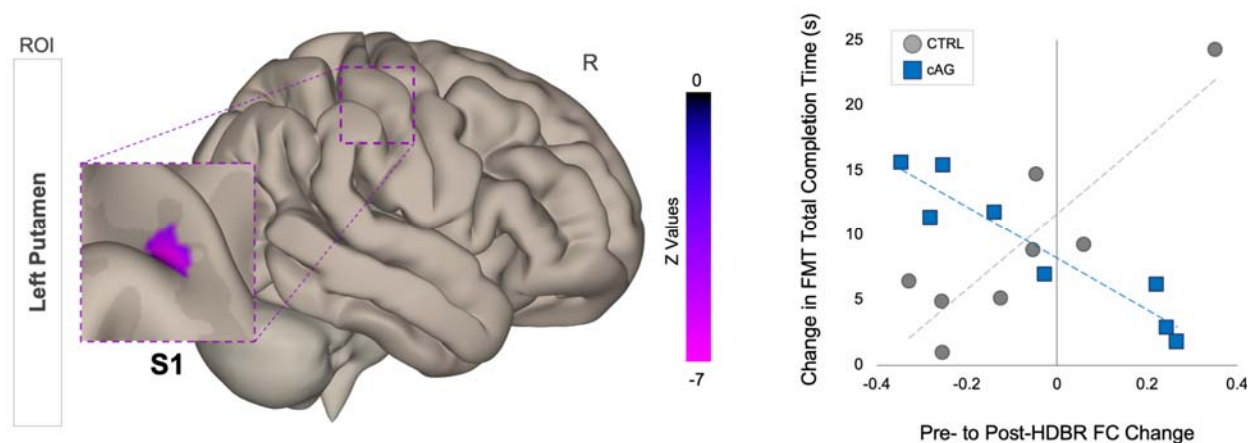 ROI
Left Putamen
S1
R
0
Z Values
-7
Change in FMT Total Completion Time (s)
CTRL
cAG
25
20
15
10
5
0
-0.4
-0.2
0
0.2
0.4
Pre- to Post-HDBR FC Change